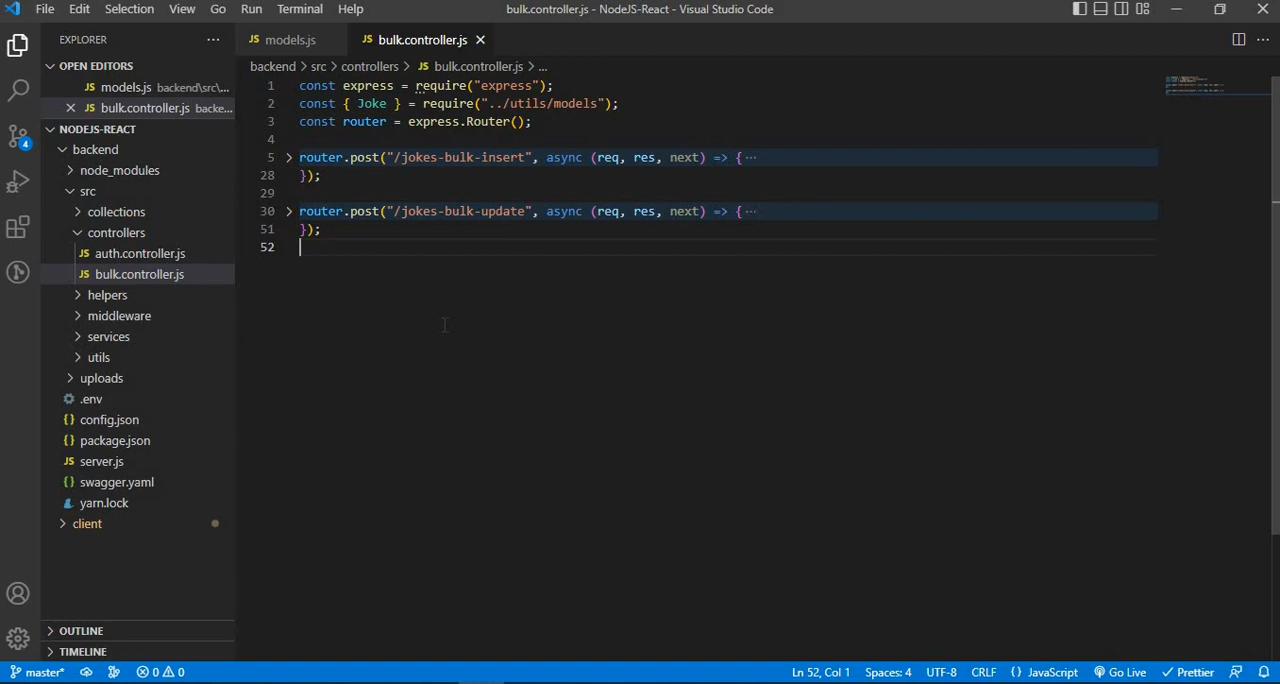 File Edit Selection View Go Run Terminal Help bulk.controller.js - NodeJS-React - Visual Studio Code
EXPLORER ···
OPEN EDITORS
models.js backend\src\...
bulk.controller.js backe...
NODEJS-REACT
backend
node_modules
src
collections
controllers
auth.controller.js
bulk.controller.js
helpers
middleware
services
utils
uploads
.env
config.json
package.json
server.js
swagger.yaml
yarn.lock
client
OUTLINE
TIMELINE
4
JS models.js JS bulk.controller.js
backend > src > controllers > JS bulk.controller.js > ...
1 const express = require("express");
2 const { Joke } = require("../utils/models");
3 const router = express.Router();
4
5 router.post("/jokes-bulk-insert", async (req, res, next) => { ···
28 });
29
30 router.post("/jokes-bulk-update", async (req, res, next) => { ···
51 });
52
master* 0 0 Ln 52, Col 1 Spaces: 4 UTF-8 CRLF {} JavaScript Go Live Prettier